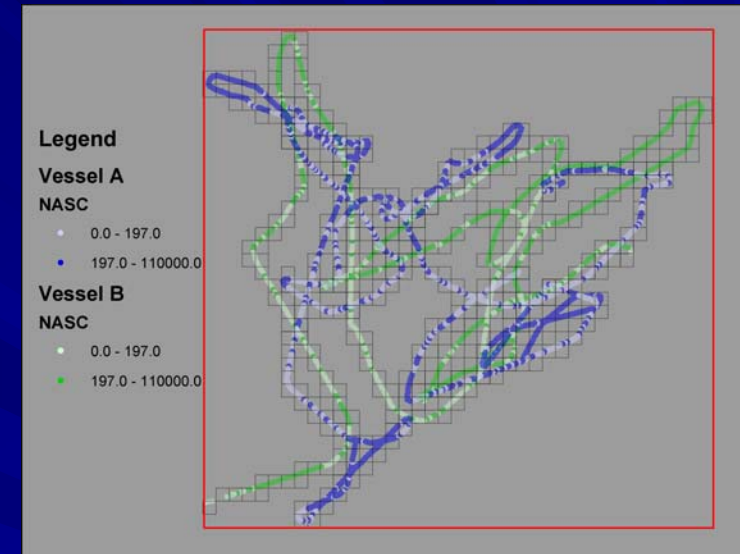 Legend
Vessel A
NASC
0.0 - 197.0
197.0 - 110000.0
Vessel B
NASC
0.0 - 197.0
197.0 - 110000.0